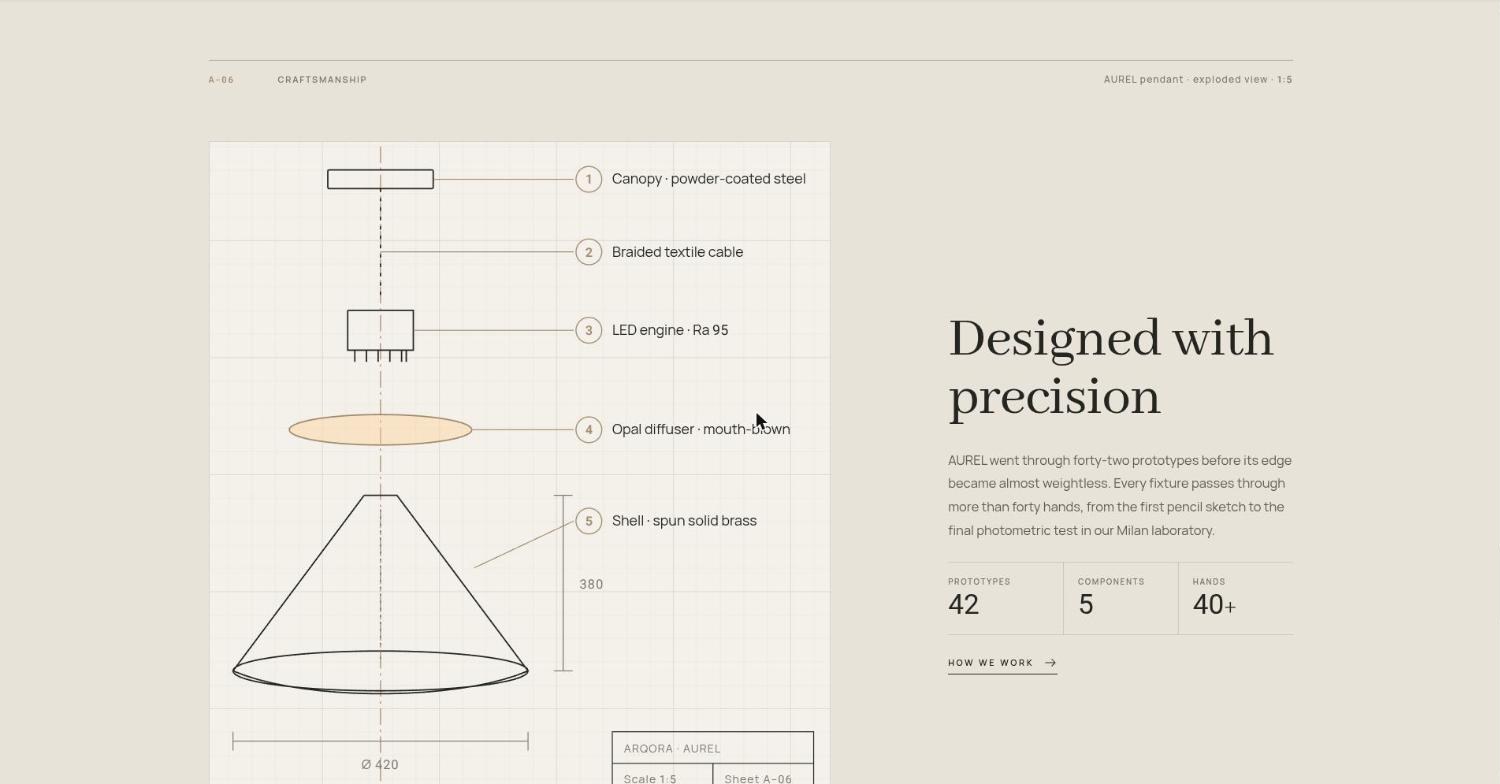 A-06
CRAFTSMANSHIP
AUREL pendant · exploded view · 1:5
1 Canopy · powder-coated steel
2 Braided textile cable
3 LED engine · Ra 95
4 Opal diffuser · mouth-blown
5 Shell · spun solid brass
380
Ø 420
ARQORA · AUREL
Scale 1:5
Sheet A-06
Designed with
precision
AUREL went through forty-two prototypes before its edge
became almost weightless. Every fixture passes through
more than forty hands, from the first pencil sketch to the
final photometric test in our Milan laboratory.
PROTOTYPES
42
COMPONENTS
5
HANDS
40+
HOW WE WORK →